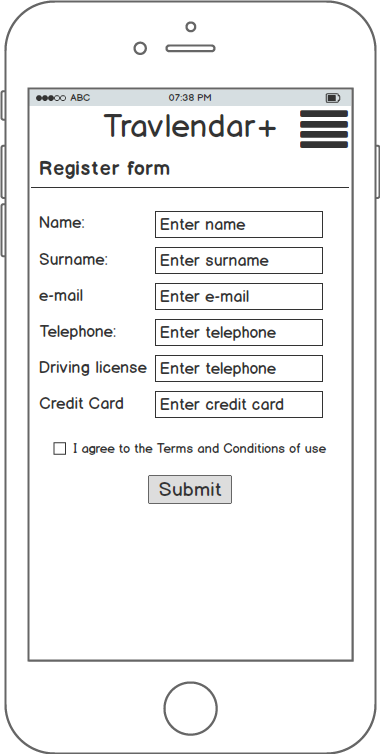 ABC 07:38 PM
Travlendar+
Register form
Name: Enter name
Surname: Enter surname
e-mail Enter e-mail
Telephone: Enter telephone
Driving license Enter telephone
Credit Card Enter credit card
I agree to the Terms and Conditions of use
Submit